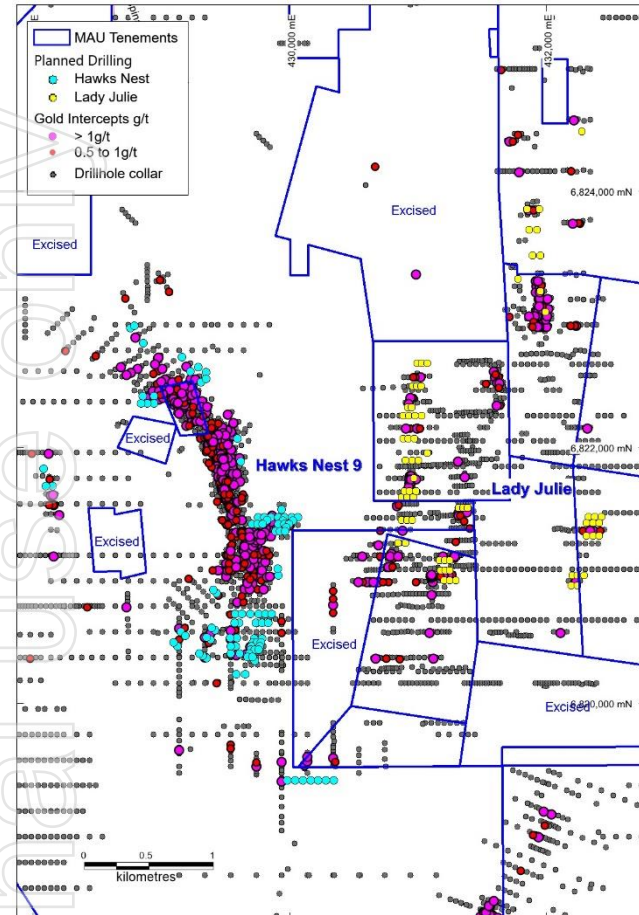 MAU Tenements
Planned Drilling
Hawks Nest
Lady Julie
Gold Intercepts g/t
> 1g/t
0.5 to 1g/t
Drillhole collar
430,000 mE
432,000 mE
6,824,000 mN
Excised
Excised
Excised
6,822,000 mN
Hawks Nest 9
Lady Julie
Excised
Excised
6,820,000 mN
Excised
0 0.5 1
kilometres